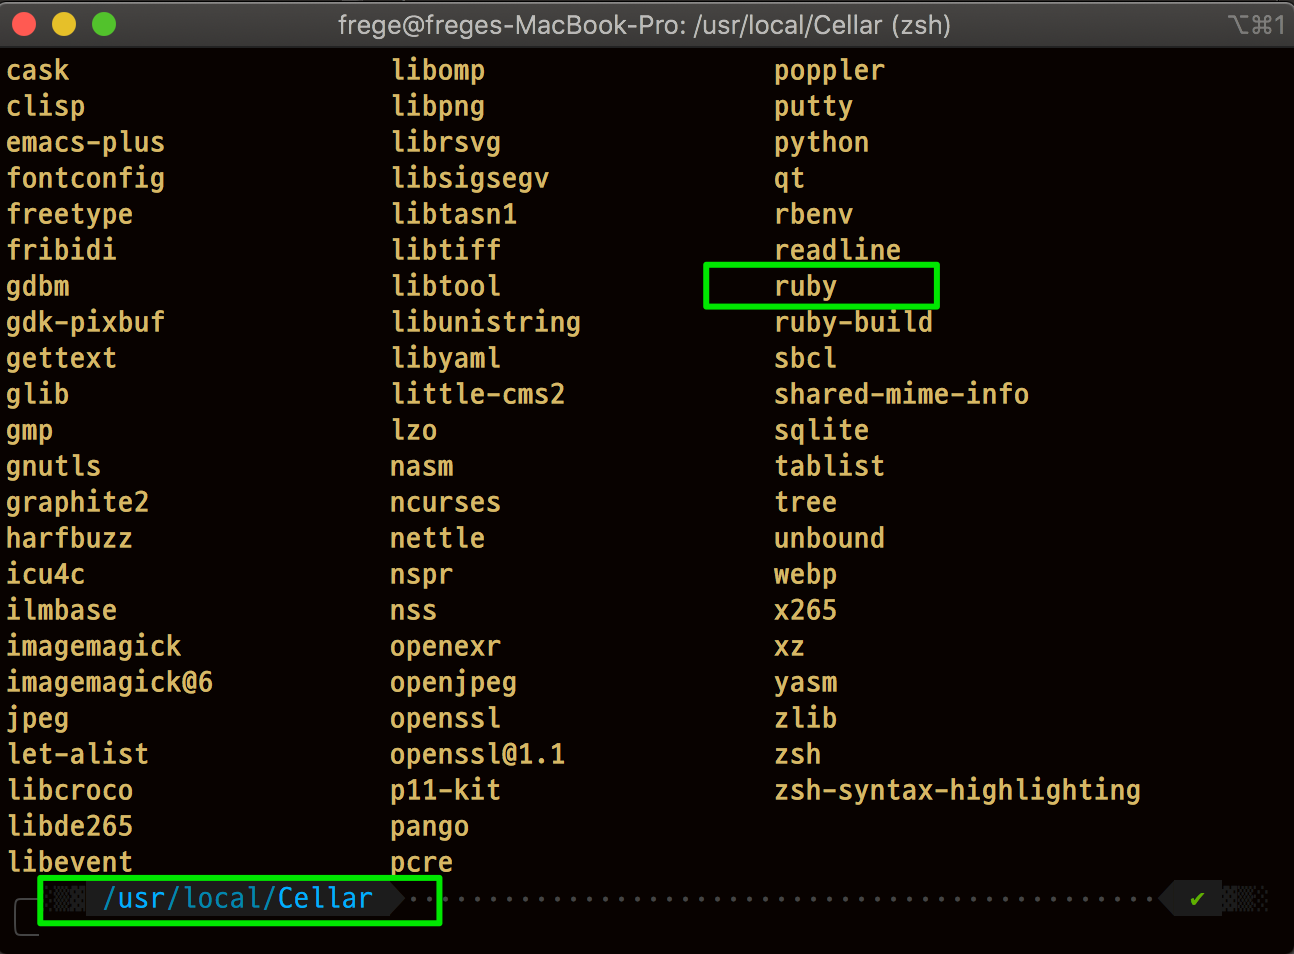 frege@freges-MacBook-Pro: /usr/local/Cellar (zsh) ⌥⌘1
cask libomp poppler
clisp libpng putty
emacs-plus librsvg python
fontconfig libsigsegv qt
freetype libtasn1 rbenv
fribidi libtiff readline
gdbm libtool ruby
gdk-pixbuf libunistring ruby-build
gettext libyaml sbcl
glib little-cms2 shared-mime-info
gmp lzo sqlite
gnutls nasm tablist
graphite2 ncurses tree
harfbuzz nettle unbound
icu4c nspr webp
ilmbase nss x265
imagemagick openexr xz
imagemagick@6 openjpeg yasm
jpeg openssl zlib
let-alist openssl@1.1 zsh
libcroco p11-kit zsh-syntax-highlighting
libde265 pango
libevent pcre
/usr/local/Cellar ✔